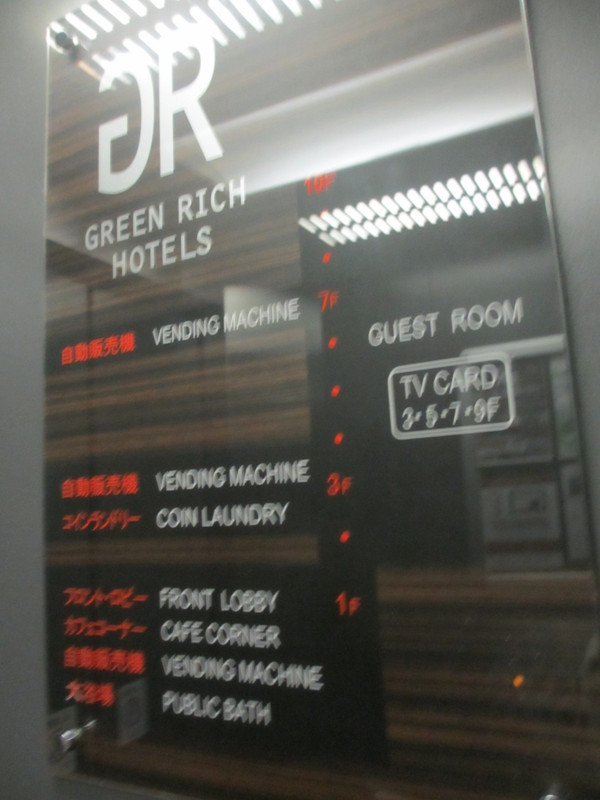 GR
GREEN RICH
HOTELS
10F
自動販売機 VENDING MACHINE 7F
GUEST ROOM
TV CARD
3・5・7・9F
自動販売機 VENDING MACHINE 3F
コインランドリー COIN LAUNDRY
フロント・ロビー FRONT LOBBY 1F
カフェコーナー CAFE CORNER
自動販売機 VENDING MACHINE
大浴場 PUBLIC BATH